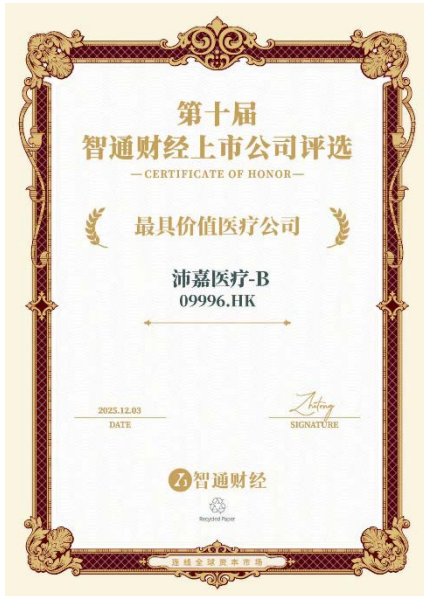 第十届
智通财经上市公司评选
—CERTIFICATE OF HONOR—
最具价值医疗公司
沛嘉医疗-B
09996.HK
2025.12.03
DATE
Zhitong
SIGNATURE
智通财经
Recycled Paper
连线全球资本市场